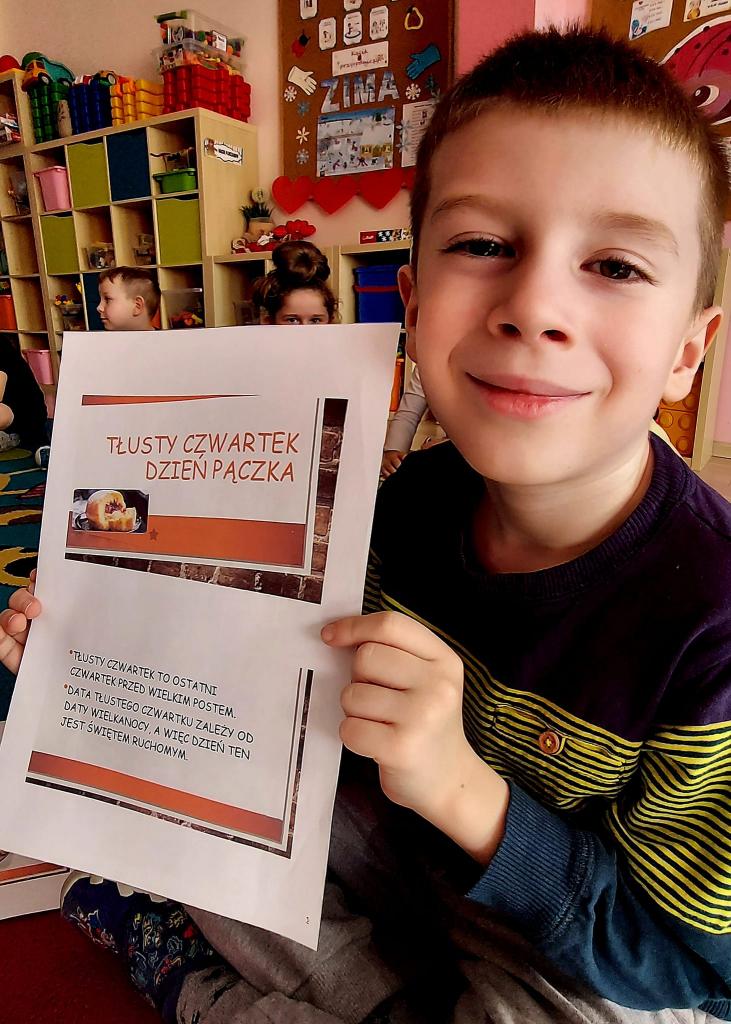 ZIMA
TŁUSTY CZWARTEK
DZIEŃ PĄCZKA
•TŁUSTY CZWARTEK TO OSTATNI
CZWARTEK PRZED WIELKIM POSTEM.
•DATA TŁUSTEGO CZWARTKU ZALEŻY OD
DATY WIELKANOCY, A WIĘC DZIEŃ TEN
JEST ŚWIĘTEM RUCHOMYM.